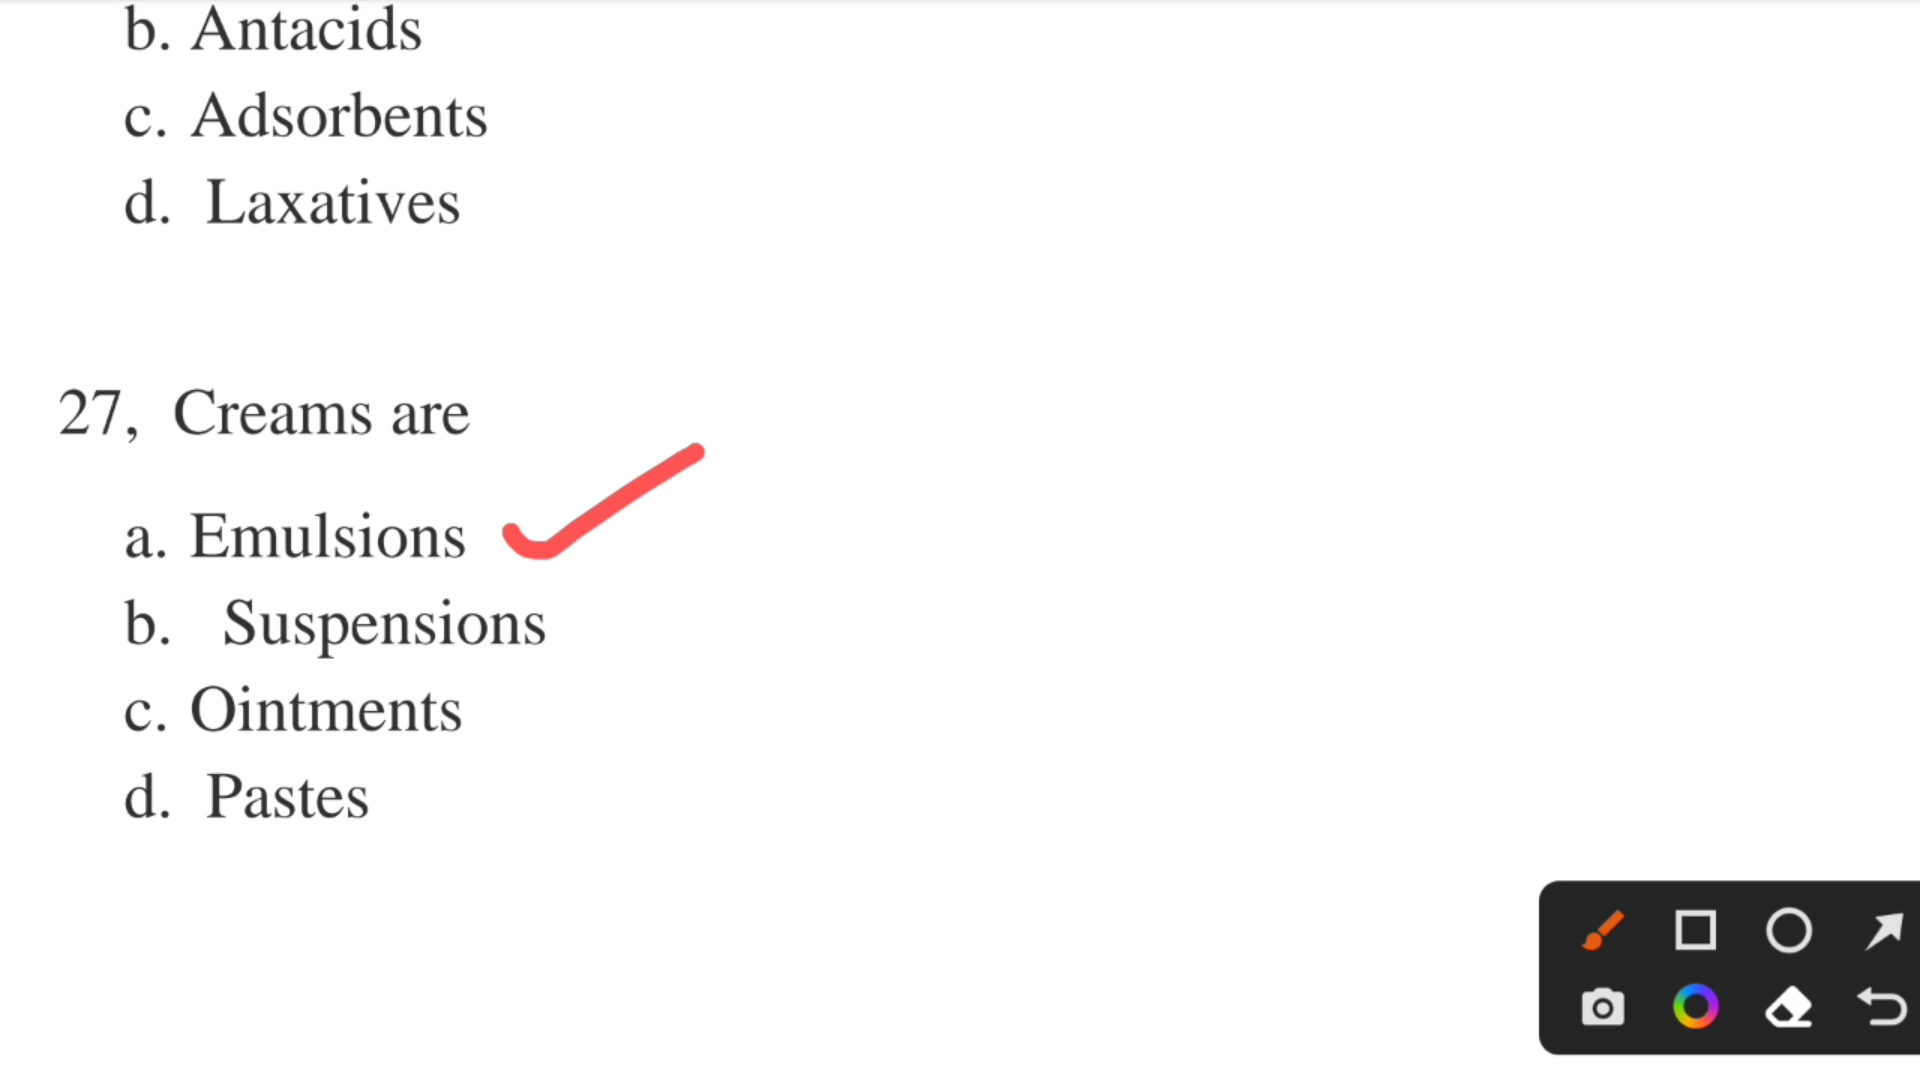 b. Antacids
c. Adsorbents
d. Laxatives
27, Creams are
a. Emulsions
b. Suspensions
c. Ointments
d. Pastes